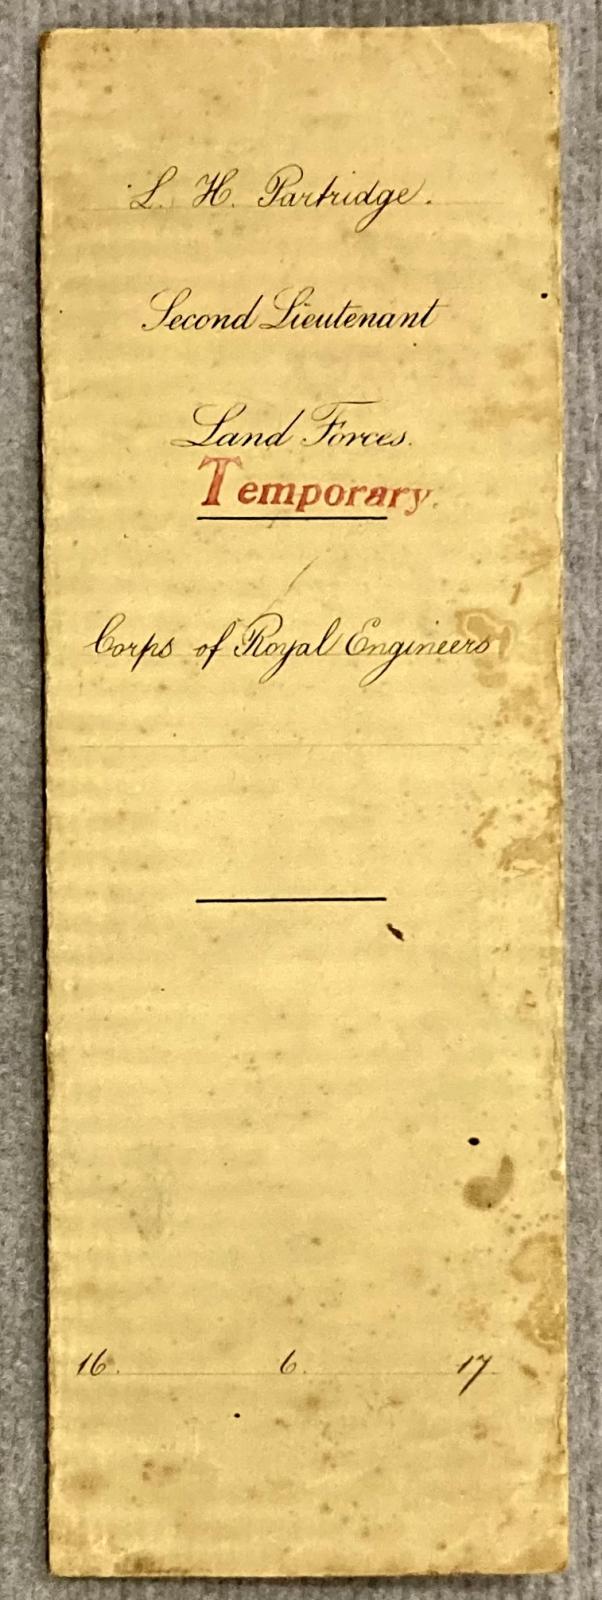 L. H. Partridge.
Second Lieutenant
Land Forces.
Temporary.
Corps of Royal Engineers
16. 6. 17